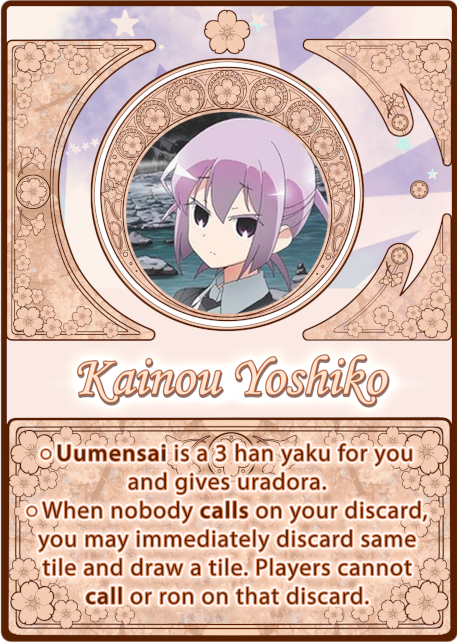 Kainou Yoshiko
◦ Uumensai is a 3 han yaku for you
and gives uradora.
◦ When nobody calls on your discard,
you may immediately discard same
tile and draw a tile. Players cannot
call or ron on that discard.